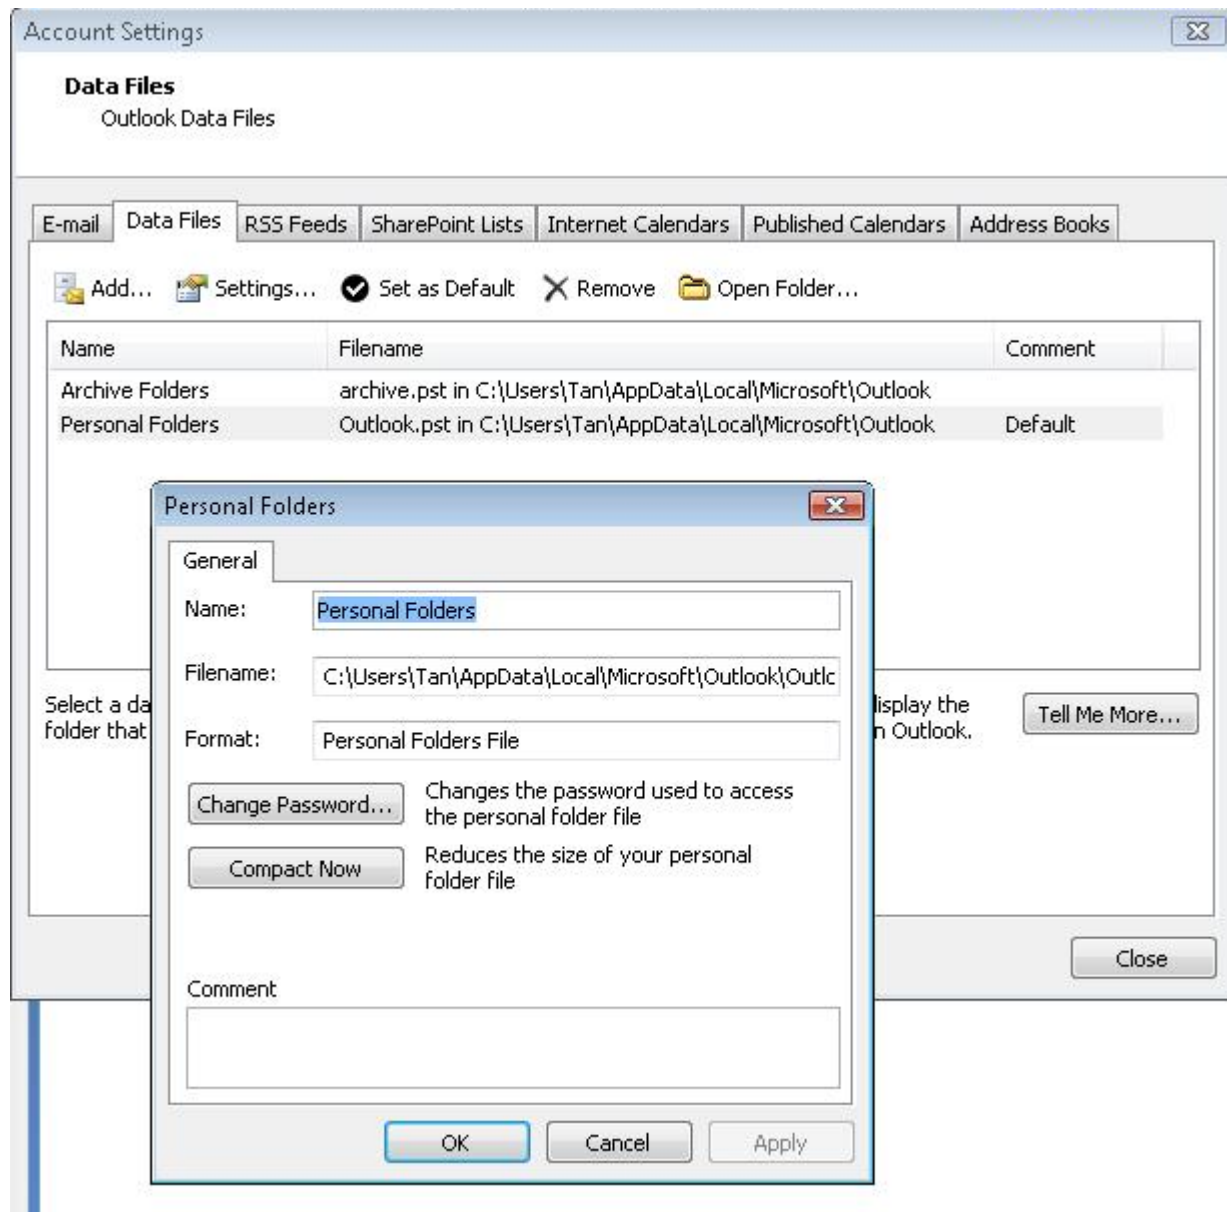 Account Settings
Data Files
Outlook Data Files
E-mail Data Files RSS Feeds SharePoint Lists Internet Calendars Published Calendars Address Books
Add... Settings... Set as Default Remove Open Folder...
Name Filename Comment
Archive Folders archive.pst in C:\Users\Tan\AppData\Local\Microsoft\Outlook
Personal Folders Outlook.pst in C:\Users\Tan\AppData\Local\Microsoft\Outlook Default
Personal Folders
General
Name: Personal Folders
Filename: C:\Users\Tan\AppData\Local\Microsoft\Outlook\Outlc
Select a da isplay the
folder that n Outlook.
Tell Me More...
Format: Personal Folders File
Change Password... Changes the password used to access
the personal folder file
Compact Now Reduces the size of your personal
folder file
Close
Comment
OK Cancel Apply